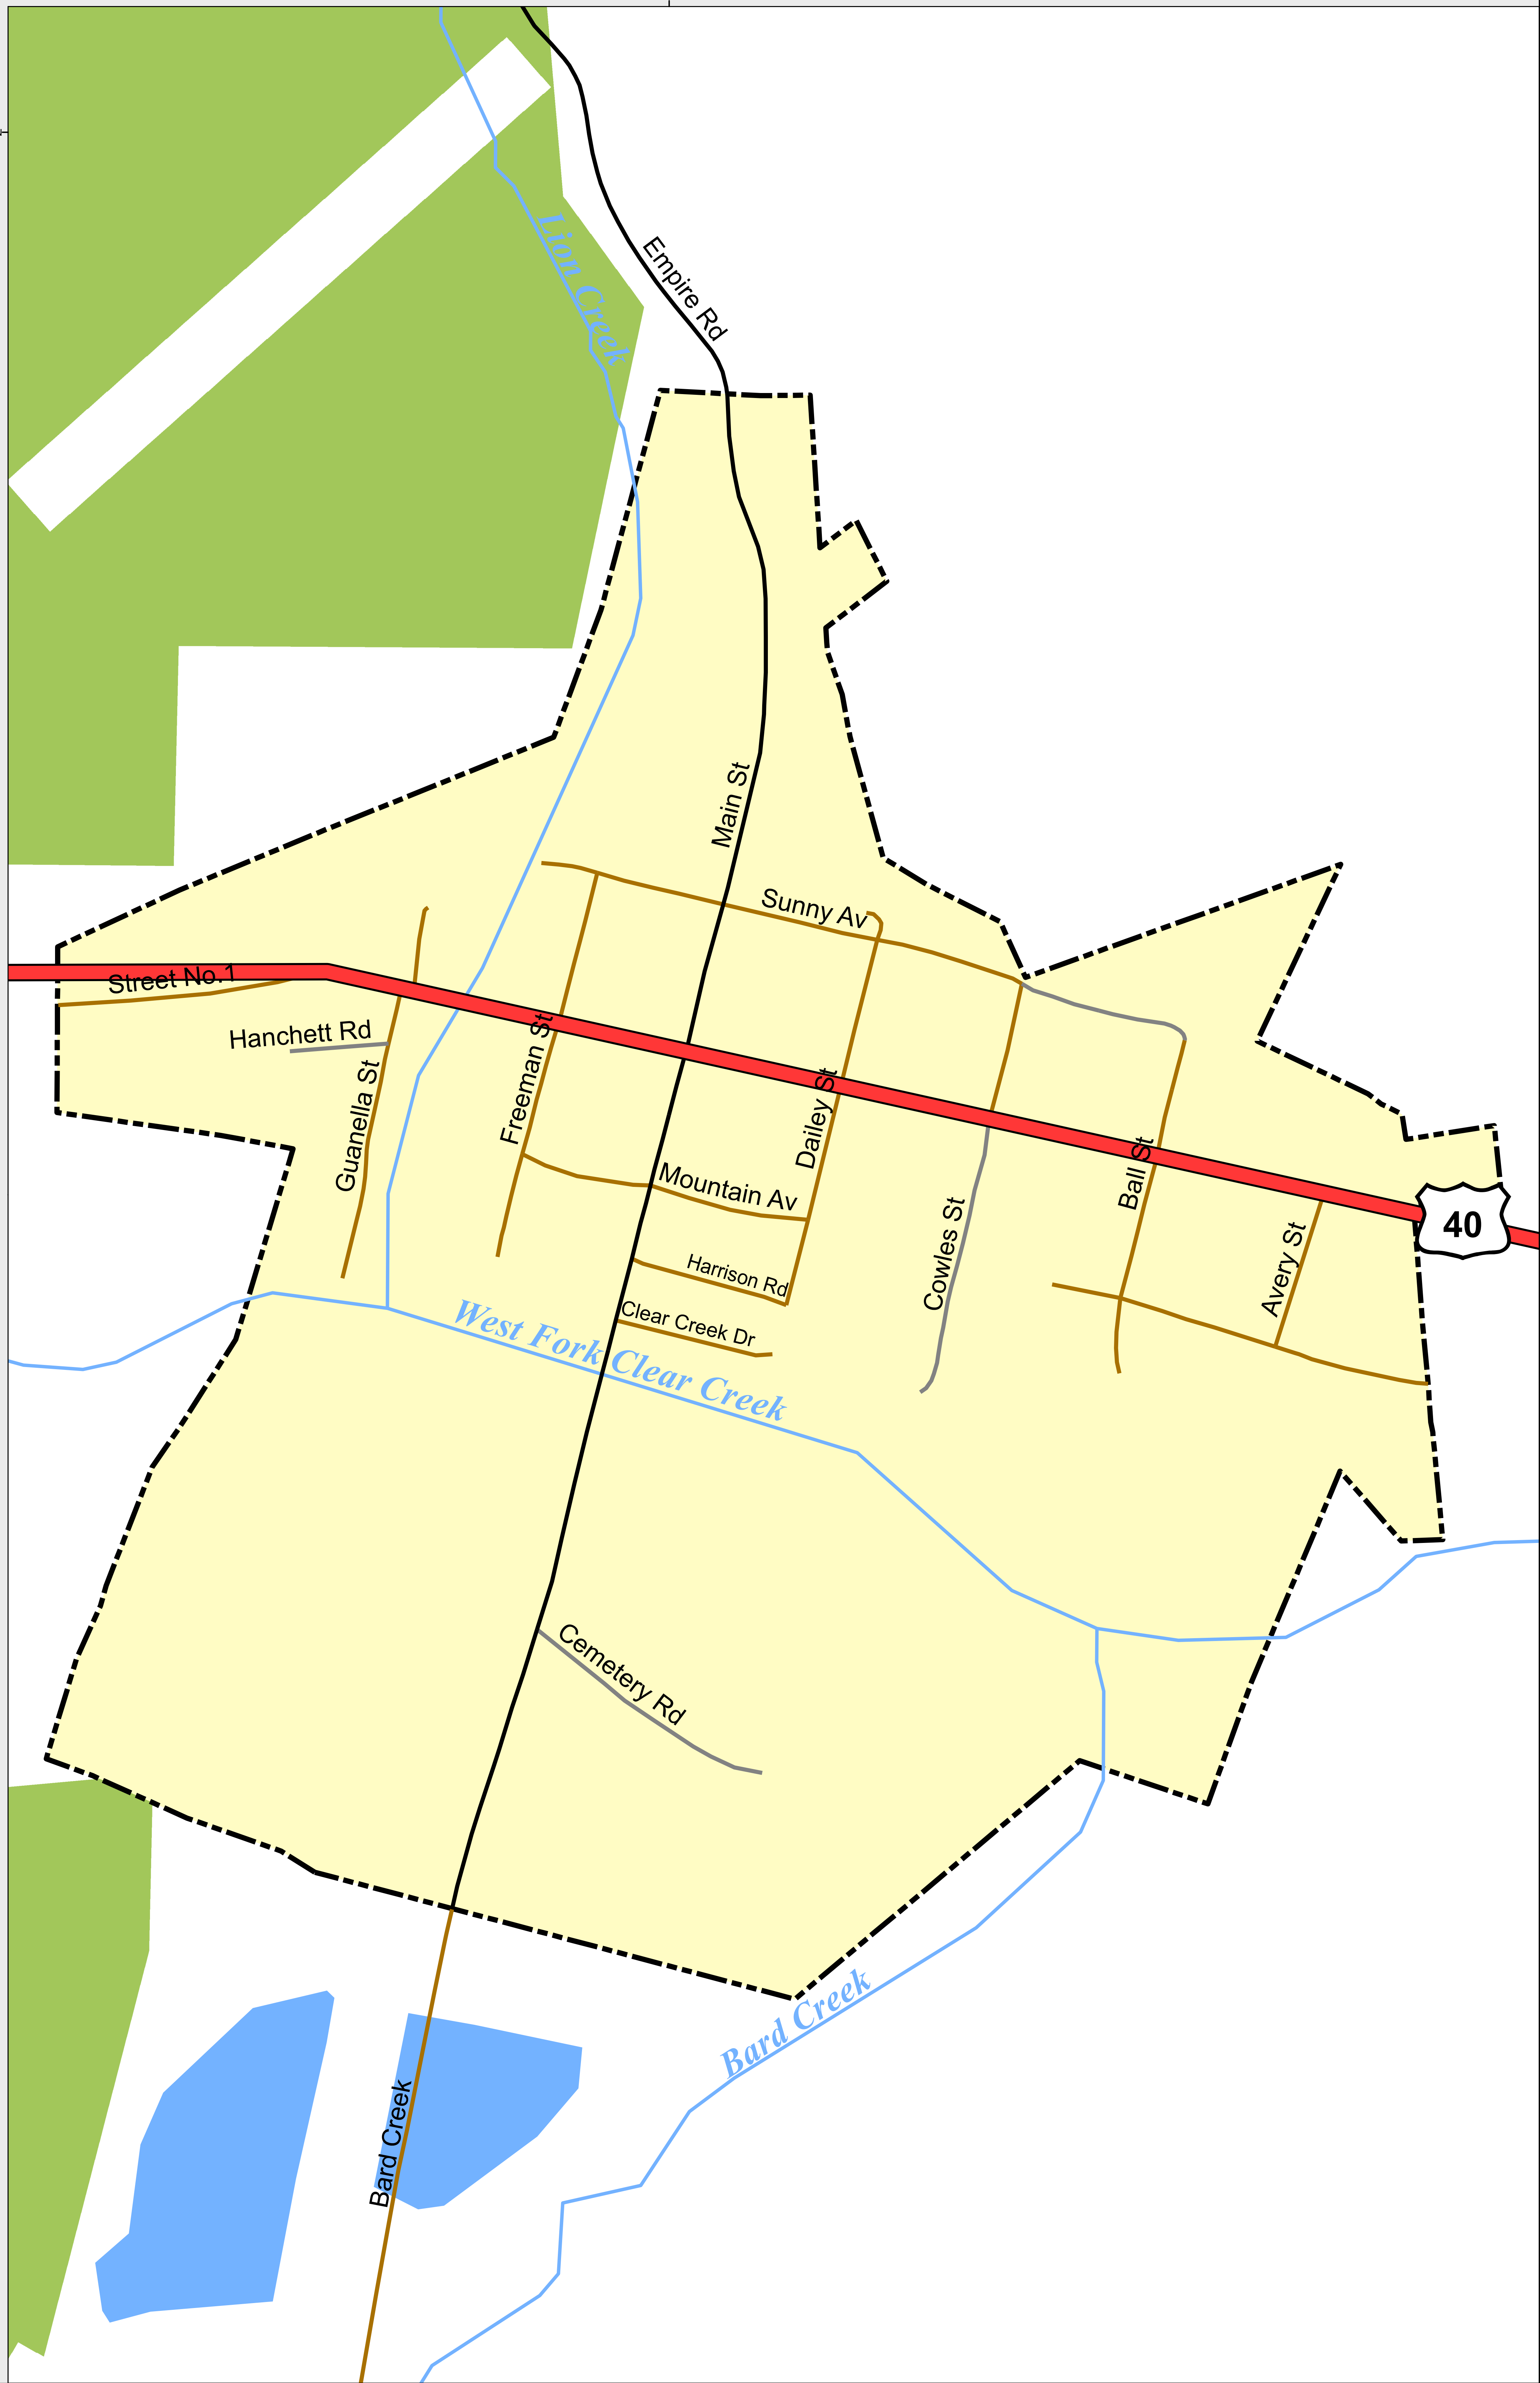 Lion Creek
Empire Rd
Main St
Sunny Av
Street No.1
Hanchett Rd
Guanella St
Freeman St
Dailey St
Mountain Av
Ball St
Cowles St
Avery St
40
Harrison Rd
Clear Creek Dr
West Fork Clear Creek
Cemetery Rd
Bard Creek
Bard Creek